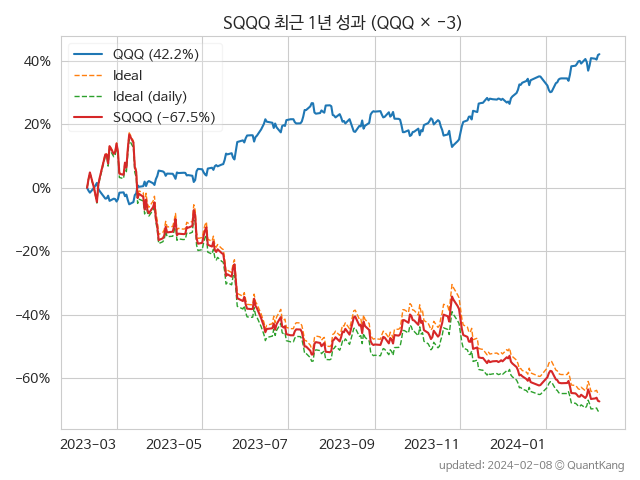 SQQQ 최근 1년 성과 (QQQ × −3)
QQQ (42.2%)
Ideal
Ideal (daily)
SQQQ (−67.5%)
40%
20%
0%
−20%
−40%
−60%
2023-03 2023-05 2023-07 2023-09 2023-11 2024-01
updated: 2024-02-08 © QuantKang